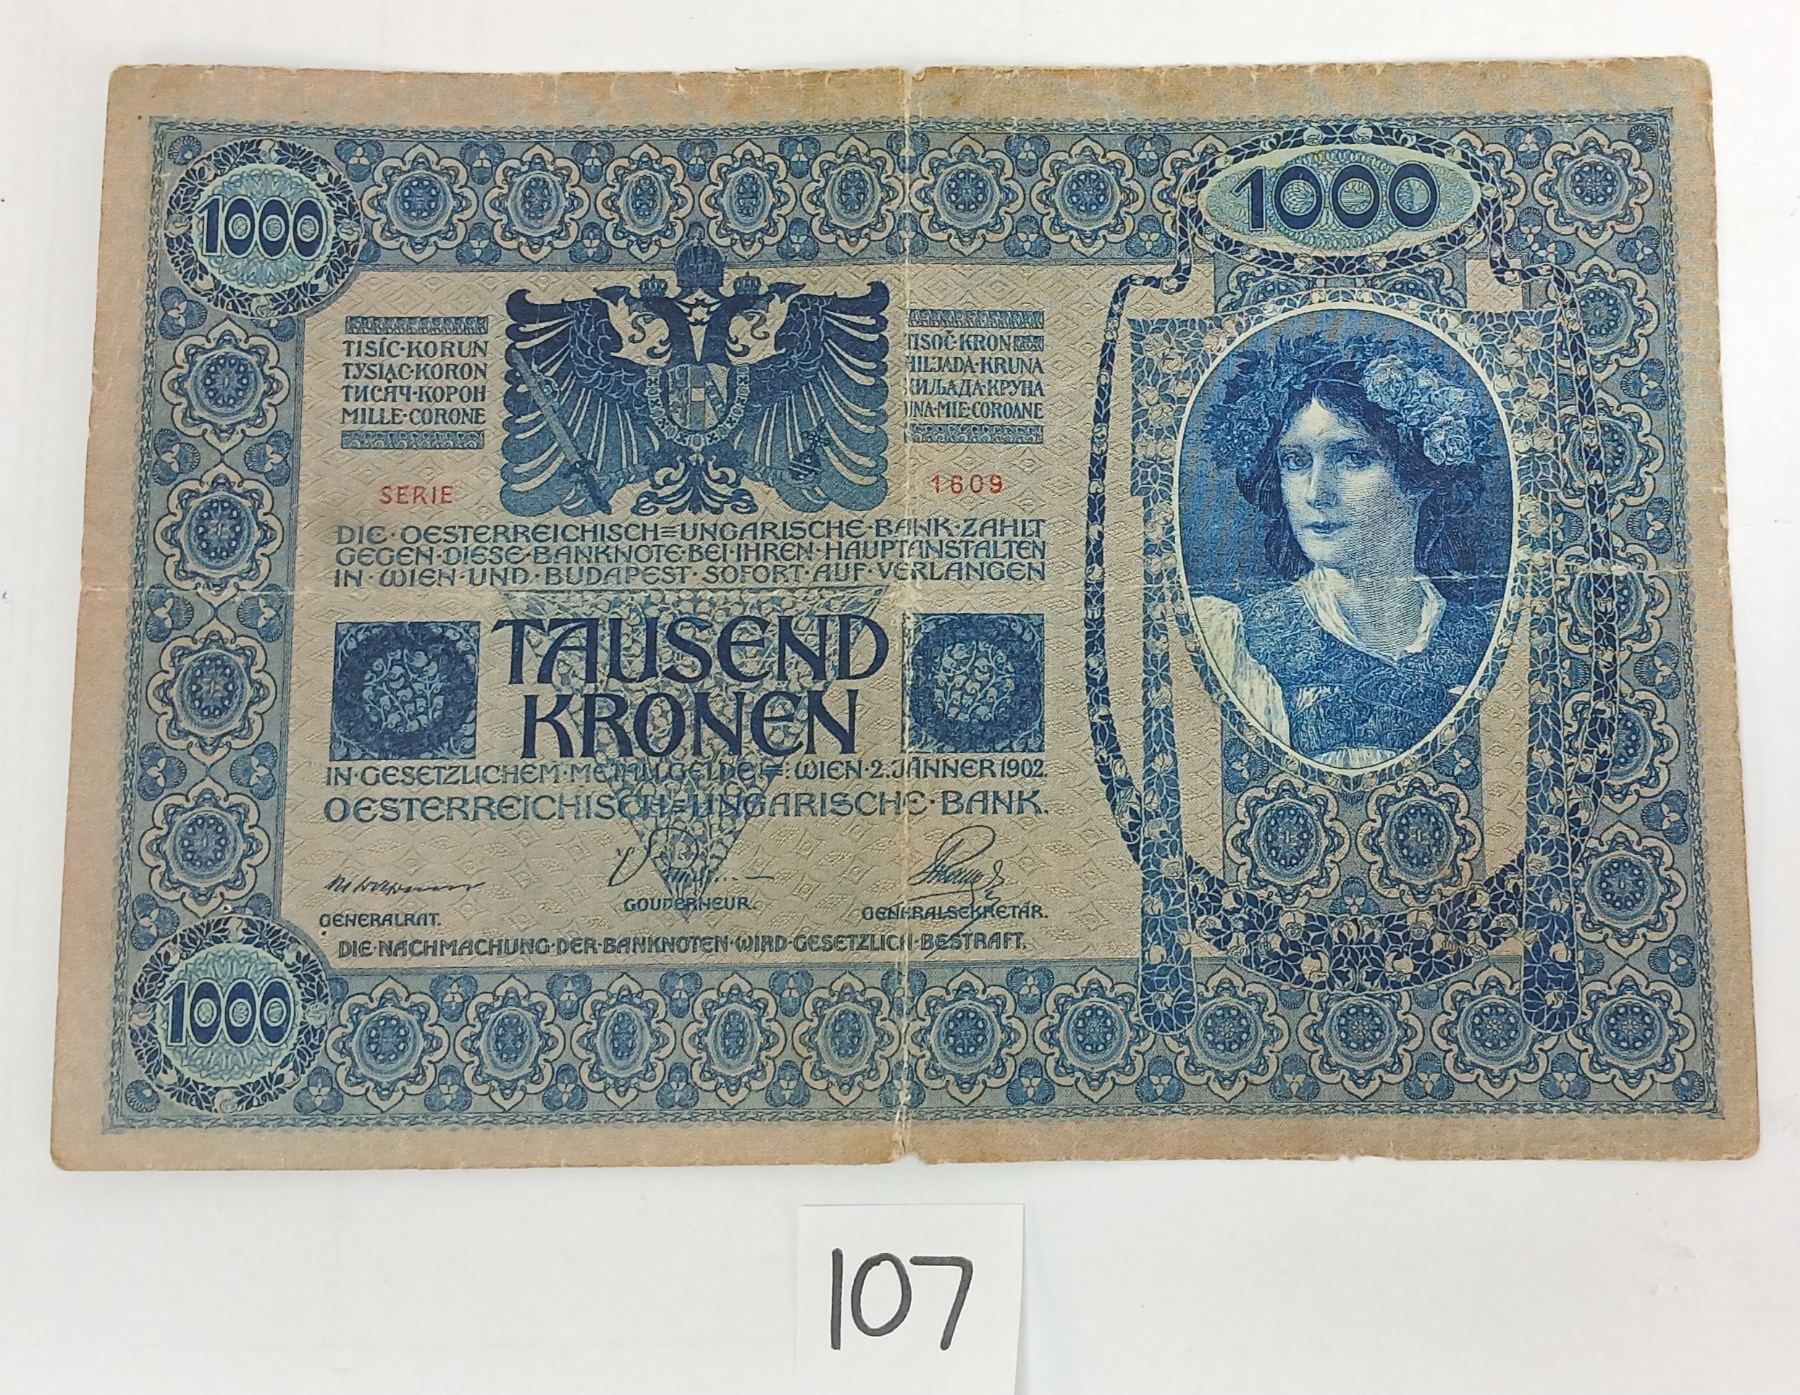 1000
1000
TISÍC·KORUN
TYSIĄC·KORON
ТИСЯЧ·КОРОН
MILLE·CORONE
TISOČ·KRON
HILJADA·KRUNA
ХИЉАДА·КРУНА
UNA·MIE·COROANE
SERIE 1609
DIE·OESTERREICHISCH=UNGARISCHE·BANK·ZAHLT
GEGEN·DIESE·BANKNOTE·BEI·IHREN·HAUPTANSTALTEN
IN·WIEN·UND·BUDAPEST·SOFORT·AUF·VERLANGEN
TAUSEND
KRONEN
IN·GESETZLICHEM·METALLGELDE=:WIEN·2.JÄNNER 1902.
OESTERREICHISCH=UNGARISCHE·BANK.
GENERALRAT.
GOUVERNEUR.
GENERALSEKRETÄR.
DIE·NACHMACHUNG·DER·BANKNOTEN·WIRD·GESETZLICH·BESTRAFT.
1000
107